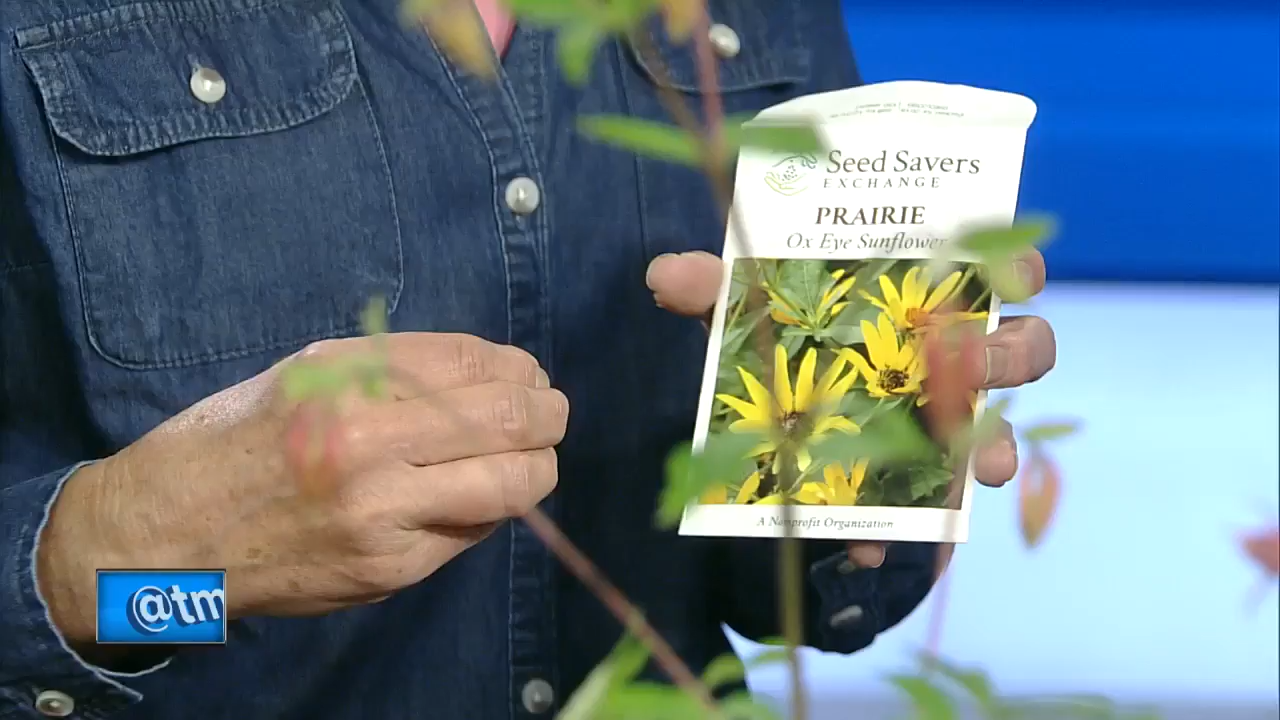 Seed Savers
EXCHANGE
PRAIRIE
Ox Eye Sunflower
A Nonprofit Organization
@tm